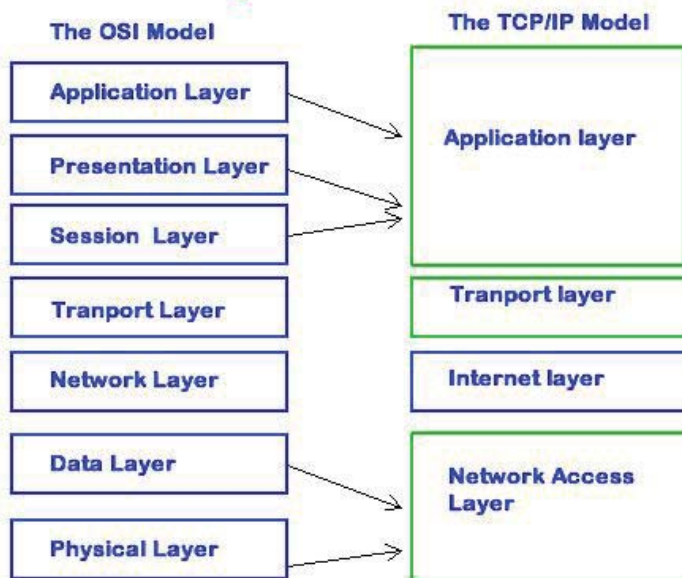 The OSI Model
Application Layer
Presentation Layer
Session Layer
Tranport Layer
Network Layer
Data Layer
Physical Layer
The TCP/IP Model
Application layer
Tranport layer
Internet layer
Network Access
Layer